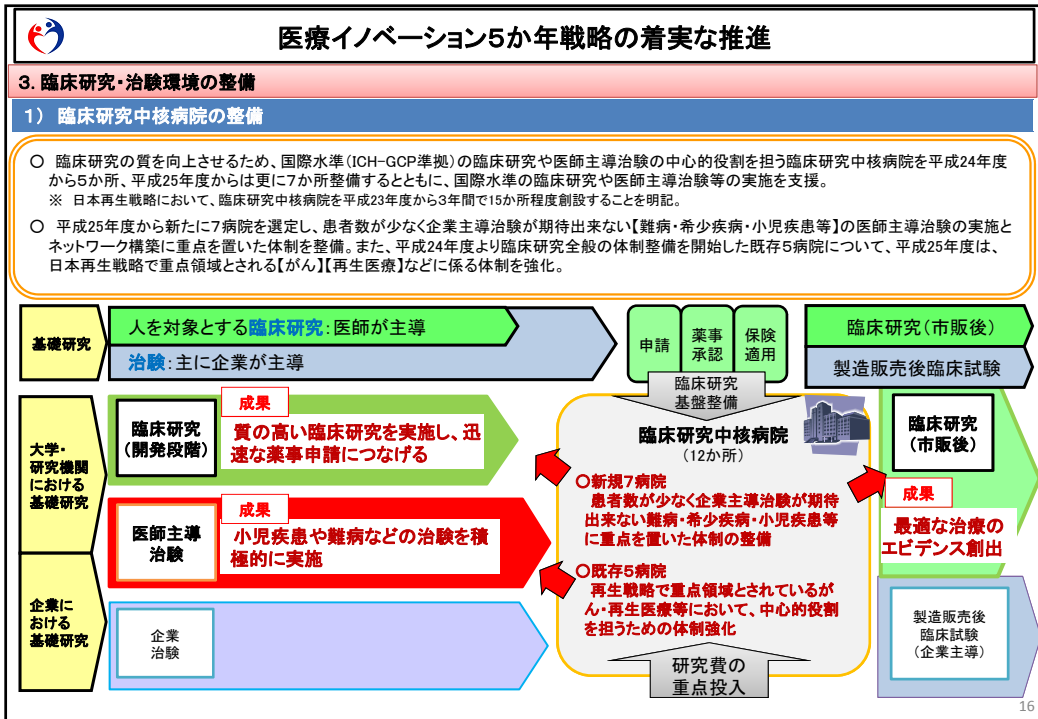 医療イノベーション5か年戦略の着実な推進
3. 臨床研究・治験環境の整備
1） 臨床研究中核病院の整備
○ 臨床研究の質を向上させるため、国際水準(ICH-GCP準拠)の臨床研究や医師主導治験の中心的役割を担う臨床研究中核病院を平成24年度
から5か所、平成25年度からは更に7か所整備するとともに、国際水準の臨床研究や医師主導治験等の実施を支援。
※ 日本再生戦略において、臨床研究中核病院を平成23年度から3年間で15か所程度創設することを明記。
○ 平成25年度から新たに7病院を選定し、患者数が少なく企業主導治験が期待出来ない【難病・希少疾病・小児疾患等】の医師主導治験の実施と
ネットワーク構築に重点を置いた体制を整備。また、平成24年度より臨床研究全般の体制整備を開始した既存5病院について、平成25年度は、
日本再生戦略で重点領域とされる【がん】【再生医療】などに係る体制を強化。
基礎研究
人を対象とする臨床研究：医師が主導
治験：主に企業が主導
申請
薬事
承認
保険
適用
臨床研究(市販後)
製造販売後臨床試験
大学・
研究機関
における
基礎研究
臨床研究
(開発段階)
成果
質の高い臨床研究を実施し、迅
速な薬事申請につなげる
医師主導
治験
成果
小児疾患や難病などの治験を積
極的に実施
企業に
おける
基礎研究
企業
治験
臨床研究
基盤整備
臨床研究中核病院
(12か所)
○新規7病院
患者数が少なく企業主導治験が期待
出来ない難病・希少疾病・小児疾患等
に重点を置いた体制の整備
○既存5病院
再生戦略で重点領域とされているが
ん・再生医療等において、中心的役割
を担うための体制強化
研究費の
重点投入
臨床研究
(市販後)
成果
最適な治療の
エビデンス創出
製造販売後
臨床試験
(企業主導)
16